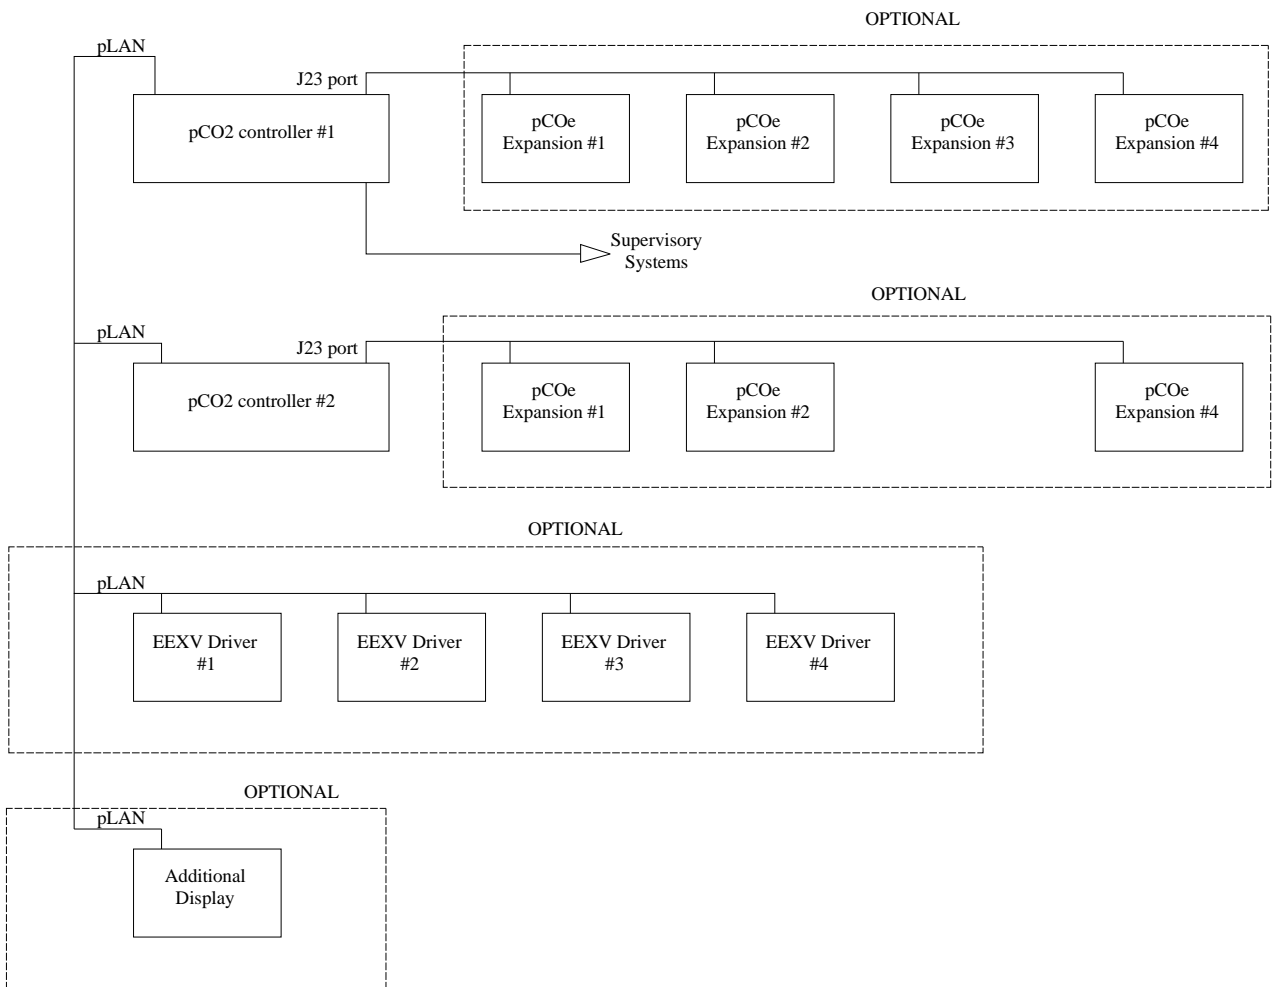 OPTIONAL
pLAN
J23 port
pCO2 controller #1
pCOe
Expansion #1
pCOe
Expansion #2
pCOe
Expansion #3
pCOe
Expansion #4
Supervisory
Systems
OPTIONAL
pLAN
J23 port
pCO2 controller #2
pCOe
Expansion #1
pCOe
Expansion #2
pCOe
Expansion #4
OPTIONAL
pLAN
EEXV Driver
#1
EEXV Driver
#2
EEXV Driver
#3
EEXV Driver
#4
OPTIONAL
pLAN
Additional
Display